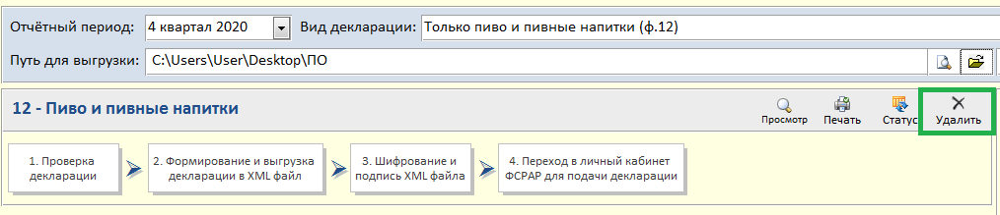 Отчётный период: 4 квартал 2020 Вид декларации: Только пиво и пивные напитки (ф.12)
Путь для выгрузки: C:\Users\User\Desktop\ПО
12 - Пиво и пивные напитки
Просмотр Печать Статус Удалить
1. Проверка
декларации
2. Формирование и выгрузка
декларации в XML файл
3. Шифрование и
подпись XML файла
4. Переход в личный кабинет
ФСРАР для подачи декларации